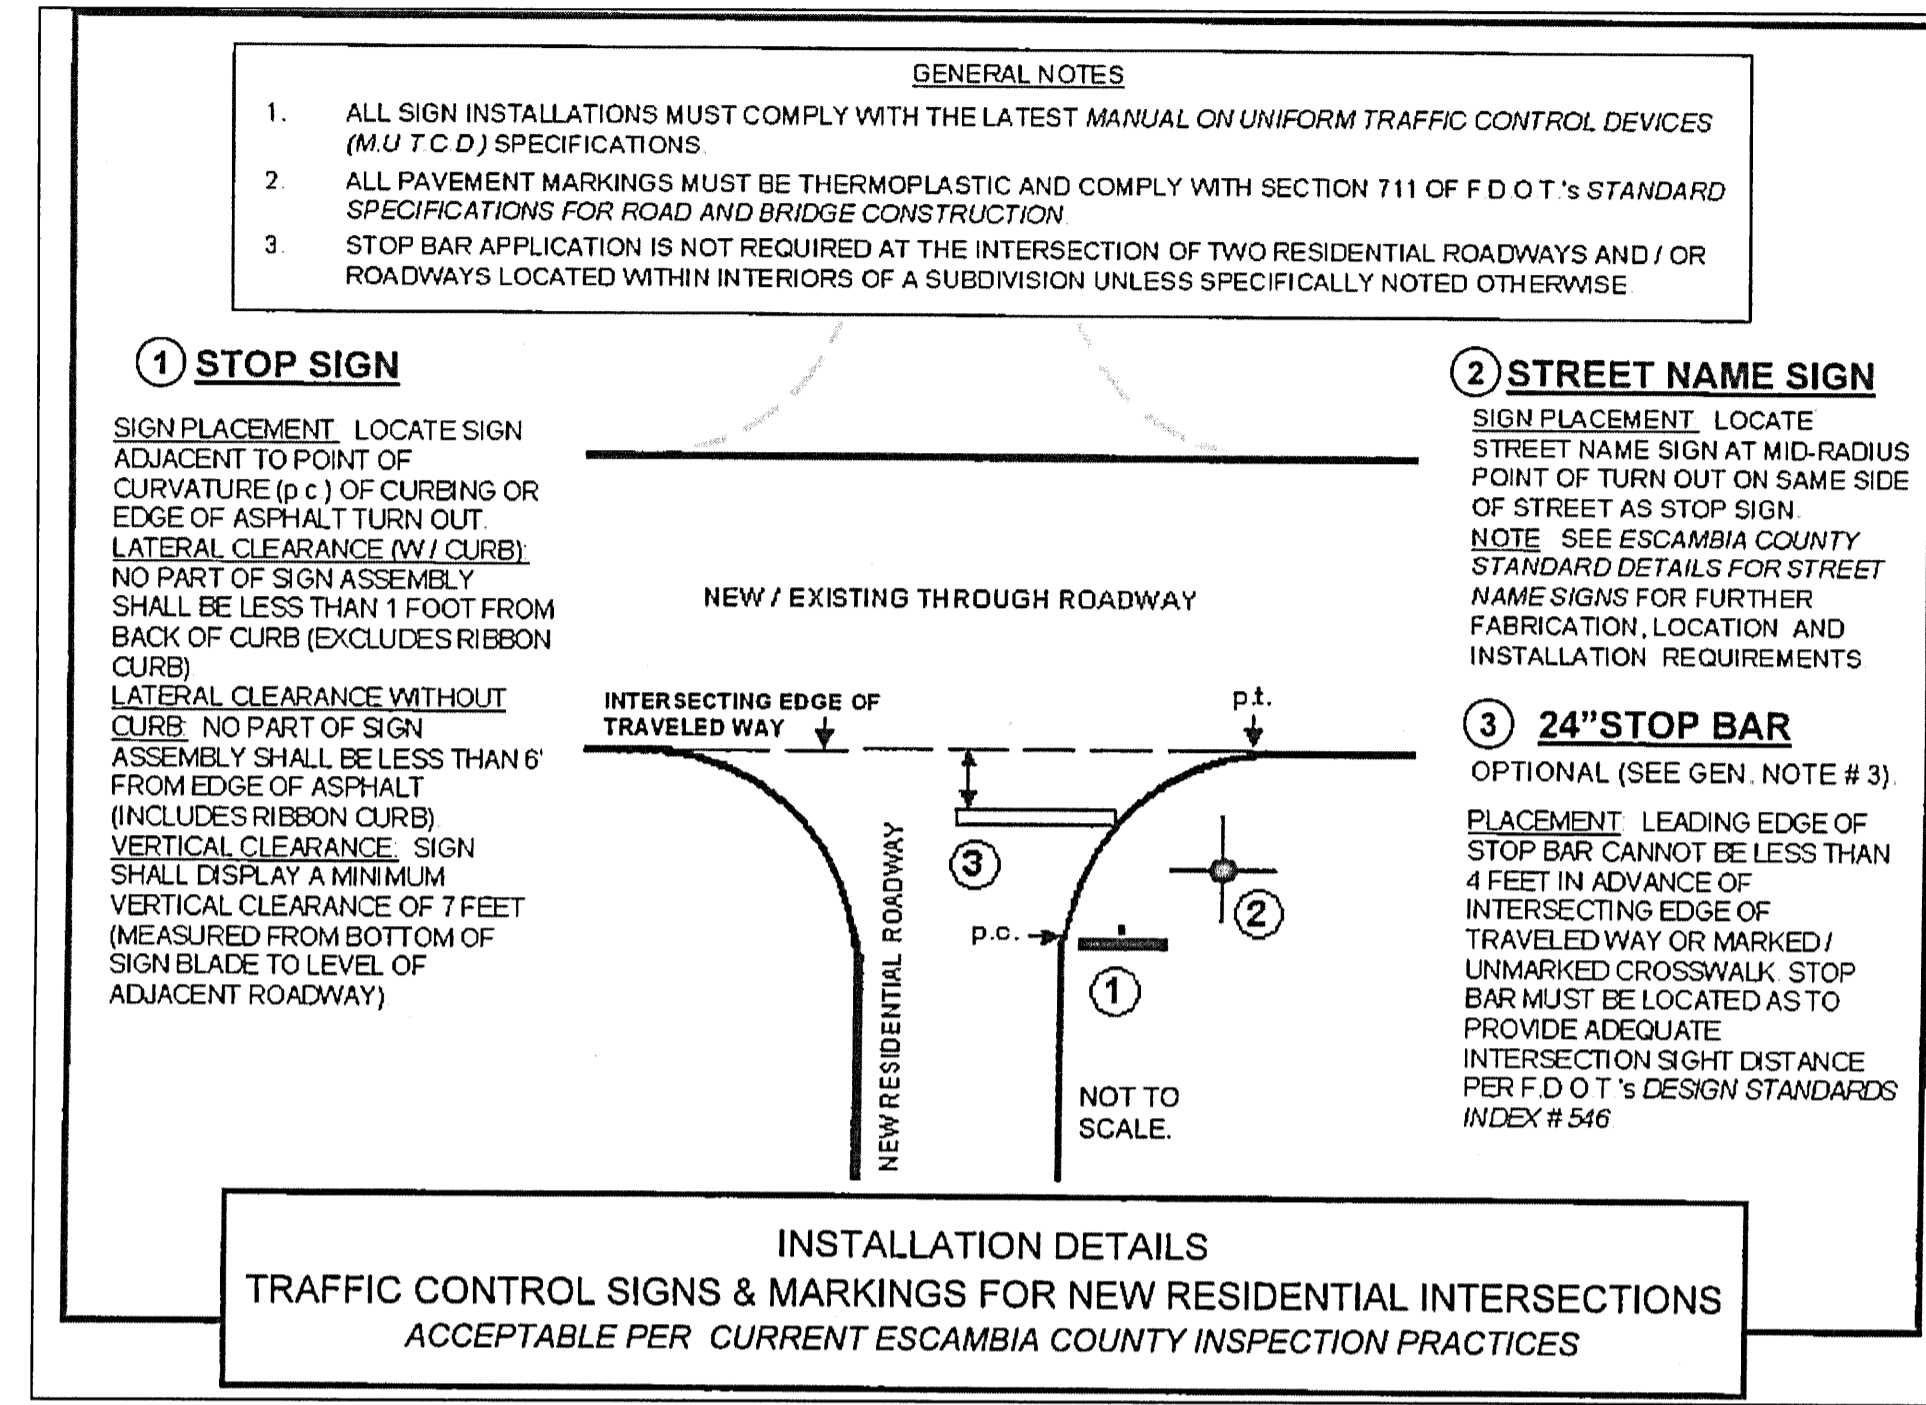 GENERAL NOTES
1. ALL SIGN INSTALLATIONS MUST COMPLY WITH THE LATEST MANUAL ON UNIFORM TRAFFIC CONTROL DEVICES
(M.U T.C.D.) SPECIFICATIONS.
2. ALL PAVEMENT MARKINGS MUST BE THERMOPLASTIC AND COMPLY WITH SECTION 711 OF F.D.O.T.'s STANDARD
SPECIFICATIONS FOR ROAD AND BRIDGE CONSTRUCTION.
3. STOP BAR APPLICATION IS NOT REQUIRED AT THE INTERSECTION OF TWO RESIDENTIAL ROADWAYS AND / OR
ROADWAYS LOCATED WITHIN INTERIORS OF A SUBDIVISION UNLESS SPECIFICALLY NOTED OTHERWISE.
1 STOP SIGN
SIGN PLACEMENT: LOCATE SIGN
ADJACENT TO POINT OF
CURVATURE (p.c.) OF CURBING OR
EDGE OF ASPHALT TURN OUT.
LATERAL CLEARANCE (W / CURB):
NO PART OF SIGN ASSEMBLY
SHALL BE LESS THAN 1 FOOT FROM
BACK OF CURB (EXCLUDES RIBBON
CURB)
LATERAL CLEARANCE WITHOUT
CURB: NO PART OF SIGN
ASSEMBLY SHALL BE LESS THAN 6'
FROM EDGE OF ASPHALT
(INCLUDES RIBBON CURB)
VERTICAL CLEARANCE: SIGN
SHALL DISPLAY A MINIMUM
VERTICAL CLEARANCE OF 7 FEET
(MEASURED FROM BOTTOM OF
SIGN BLADE TO LEVEL OF
ADJACENT ROADWAY)
NEW / EXISTING THROUGH ROADWAY
INTERSECTING EDGE OF
TRAVELED WAY
p.t.
3
2
p.c.
1
NEW RESIDENTIAL ROADWAY
NOT TO
SCALE.
2 STREET NAME SIGN
SIGN PLACEMENT: LOCATE
STREET NAME SIGN AT MID-RADIUS
POINT OF TURN OUT ON SAME SIDE
OF STREET AS STOP SIGN.
NOTE: SEE ESCAMBIA COUNTY
STANDARD DETAILS FOR STREET
NAME SIGNS FOR FURTHER
FABRICATION, LOCATION AND
INSTALLATION REQUIREMENTS
3 24" STOP BAR
OPTIONAL (SEE GEN. NOTE # 3).
PLACEMENT: LEADING EDGE OF
STOP BAR CANNOT BE LESS THAN
4 FEET IN ADVANCE OF
INTERSECTING EDGE OF
TRAVELED WAY OR MARKED /
UNMARKED CROSSWALK. STOP
BAR MUST BE LOCATED AS TO
PROVIDE ADEQUATE
INTERSECTION SIGHT DISTANCE
PER F.D.O.T.'s DESIGN STANDARDS
INDEX # 546
INSTALLATION DETAILS
TRAFFIC CONTROL SIGNS & MARKINGS FOR NEW RESIDENTIAL INTERSECTIONS
ACCEPTABLE PER CURRENT ESCAMBIA COUNTY INSPECTION PRACTICES